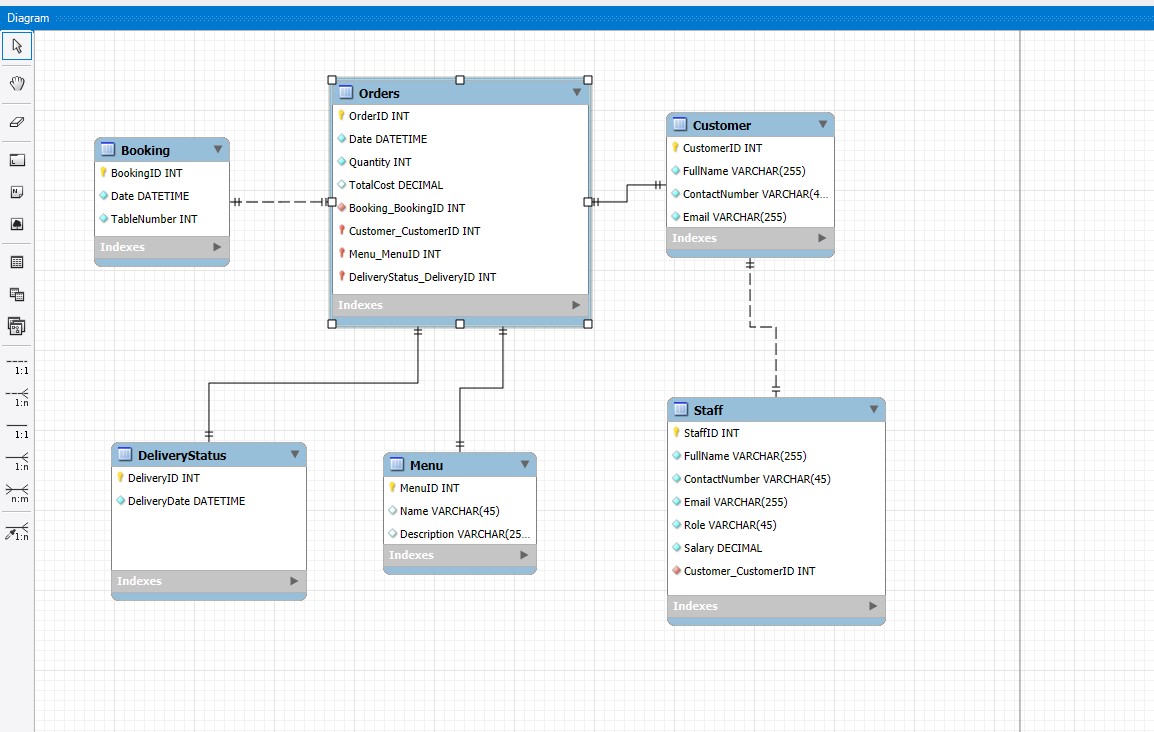 Diagram
Booking
BookingID INT
Date DATETIME
TableNumber INT
Indexes
Orders
OrderID INT
Date DATETIME
Quantity INT
TotalCost DECIMAL
Booking_BookingID INT
Customer_CustomerID INT
Menu_MenuID INT
DeliveryStatus_DeliveryID INT
Indexes
Customer
CustomerID INT
FullName VARCHAR(255)
ContactNumber VARCHAR(4...
Email VARCHAR(255)
Indexes
DeliveryStatus
DeliveryID INT
DeliveryDate DATETIME
Indexes
Menu
MenuID INT
Name VARCHAR(45)
Description VARCHAR(25...
Indexes
Staff
StaffID INT
FullName VARCHAR(255)
ContactNumber VARCHAR(45)
Email VARCHAR(255)
Role VARCHAR(45)
Salary DECIMAL
Customer_CustomerID INT
Indexes
1:1
1:n
1:1
1:n
n:m
1:n